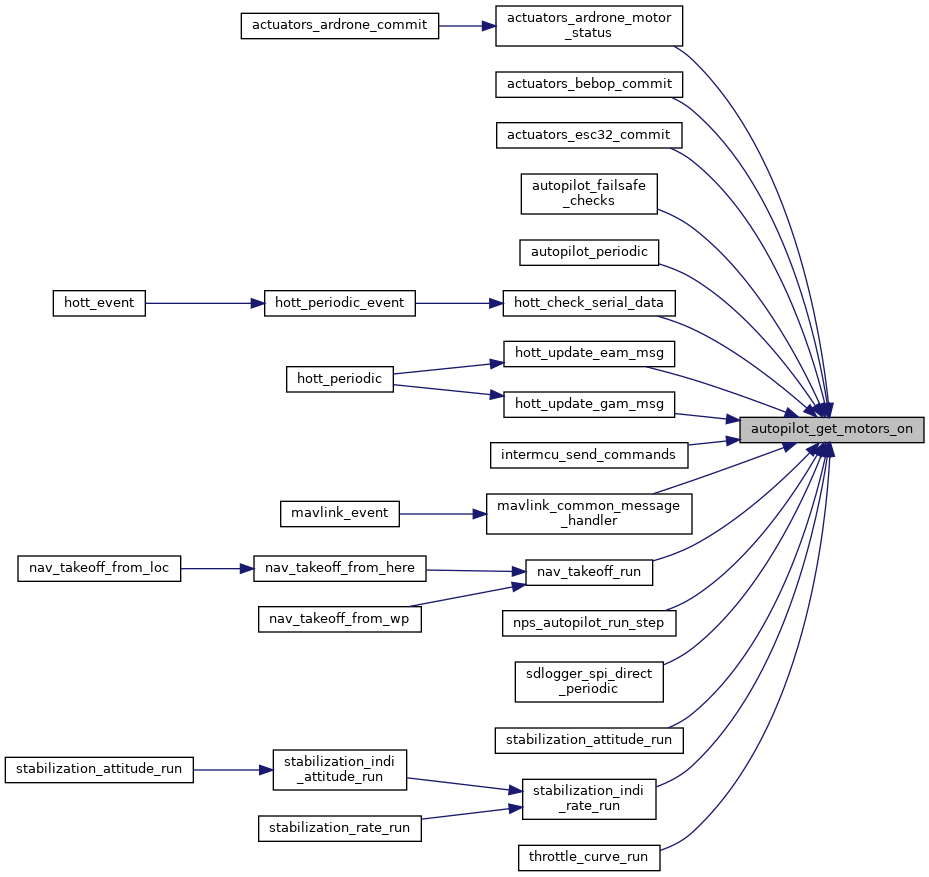 actuators_ardrone_commit
actuators_ardrone_motor
_status
actuators_bebop_commit
actuators_esc32_commit
autopilot_failsafe
_checks
autopilot_periodic
hott_event
hott_periodic_event
hott_check_serial_data
hott_update_eam_msg
hott_periodic
hott_update_gam_msg
autopilot_get_motors_on
intermcu_send_commands
mavlink_event
mavlink_common_message
_handler
nav_takeoff_from_loc
nav_takeoff_from_here
nav_takeoff_run
nav_takeoff_from_wp
nps_autopilot_run_step
sdlogger_spi_direct
_periodic
stabilization_attitude_run
stabilization_attitude_run
stabilization_indi
_attitude_run
stabilization_indi
_rate_run
stabilization_rate_run
throttle_curve_run